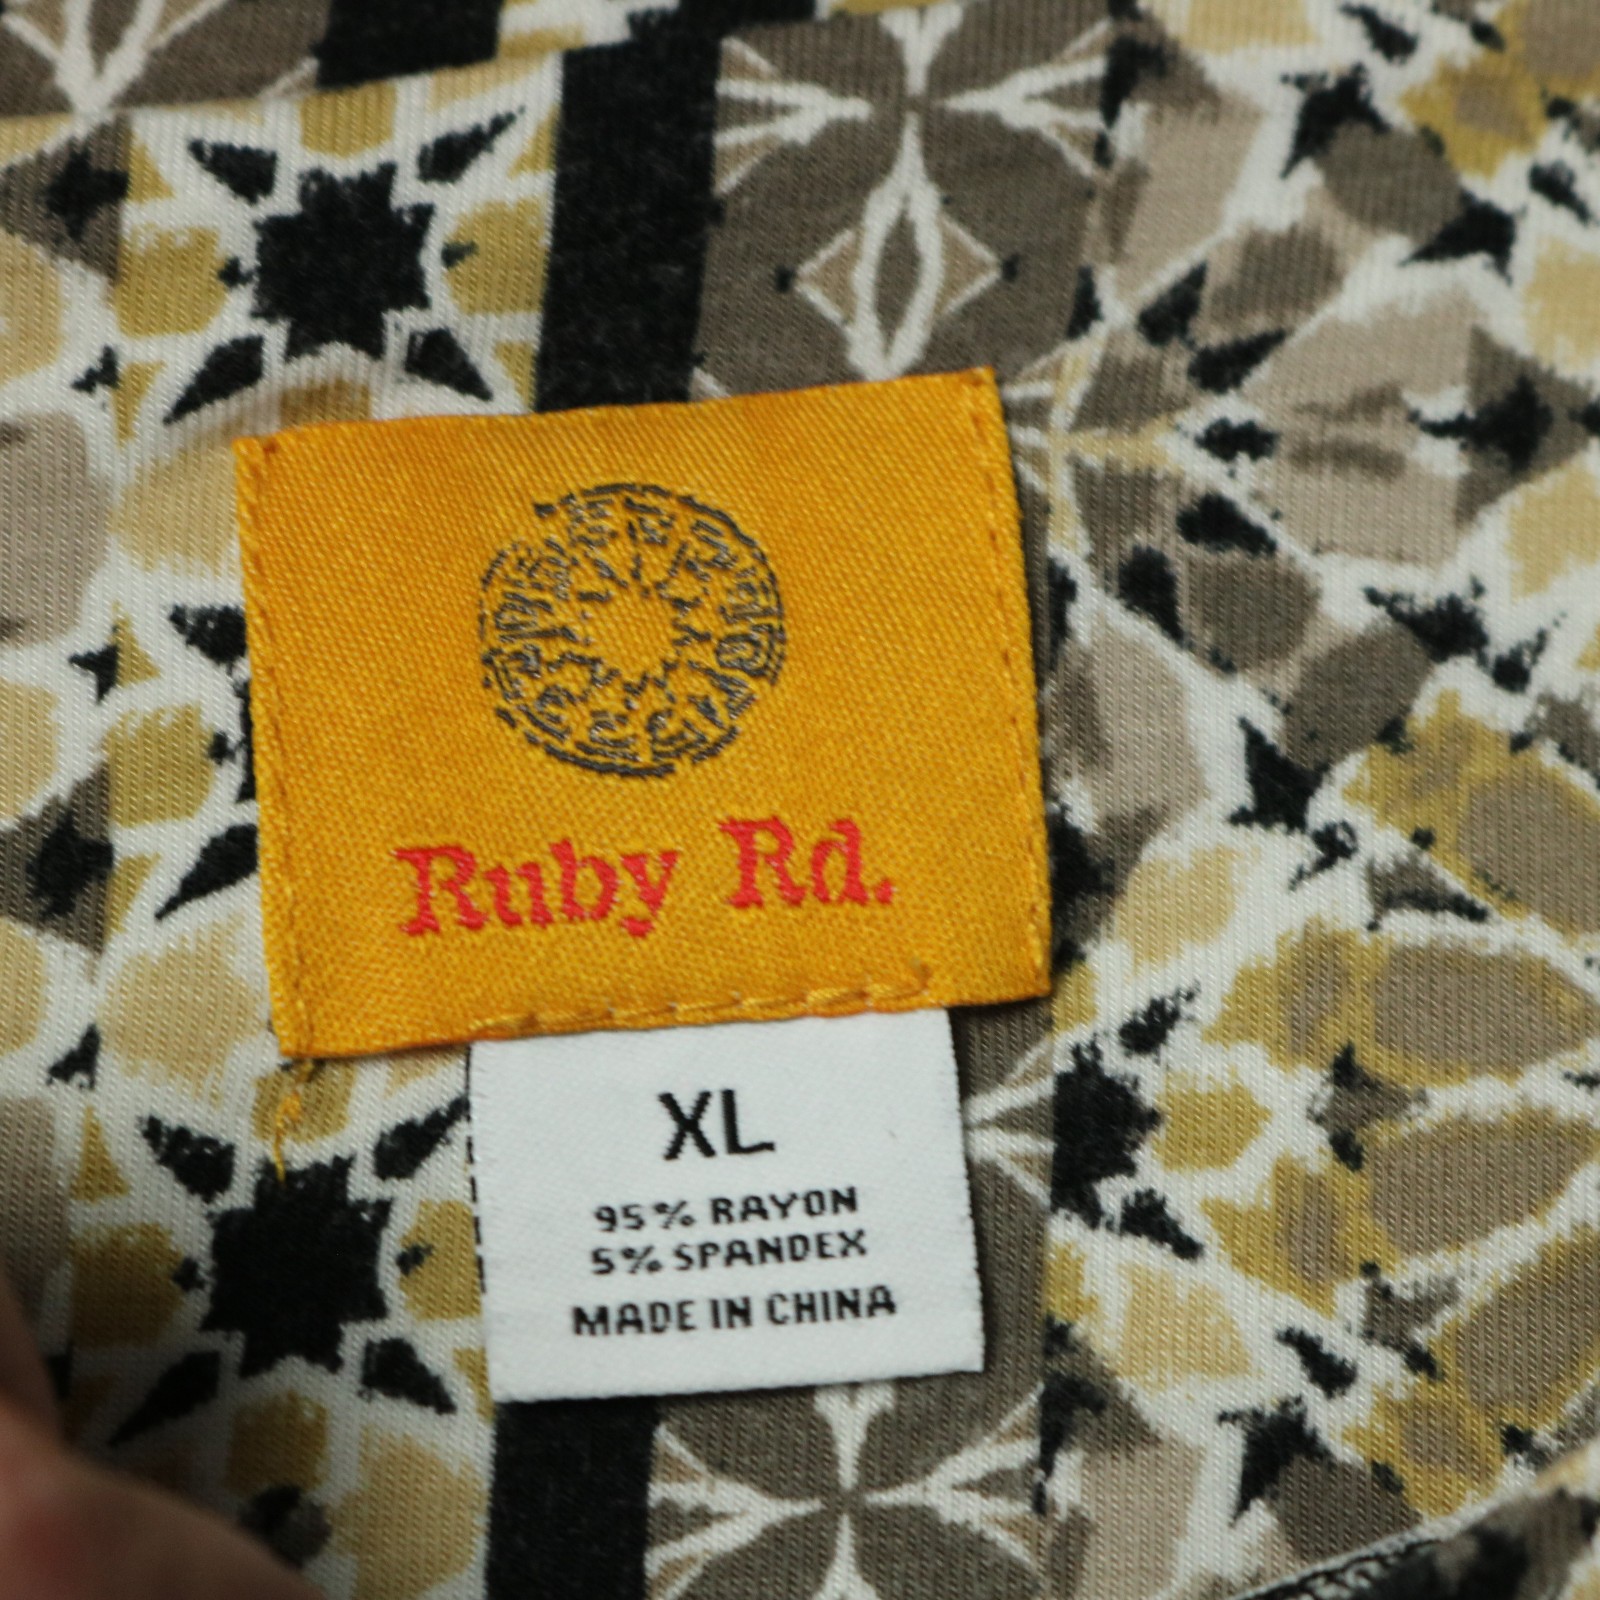 Ruby Rd.
XL
95% RAYON
5% SPANDEX
MADE IN CHINA